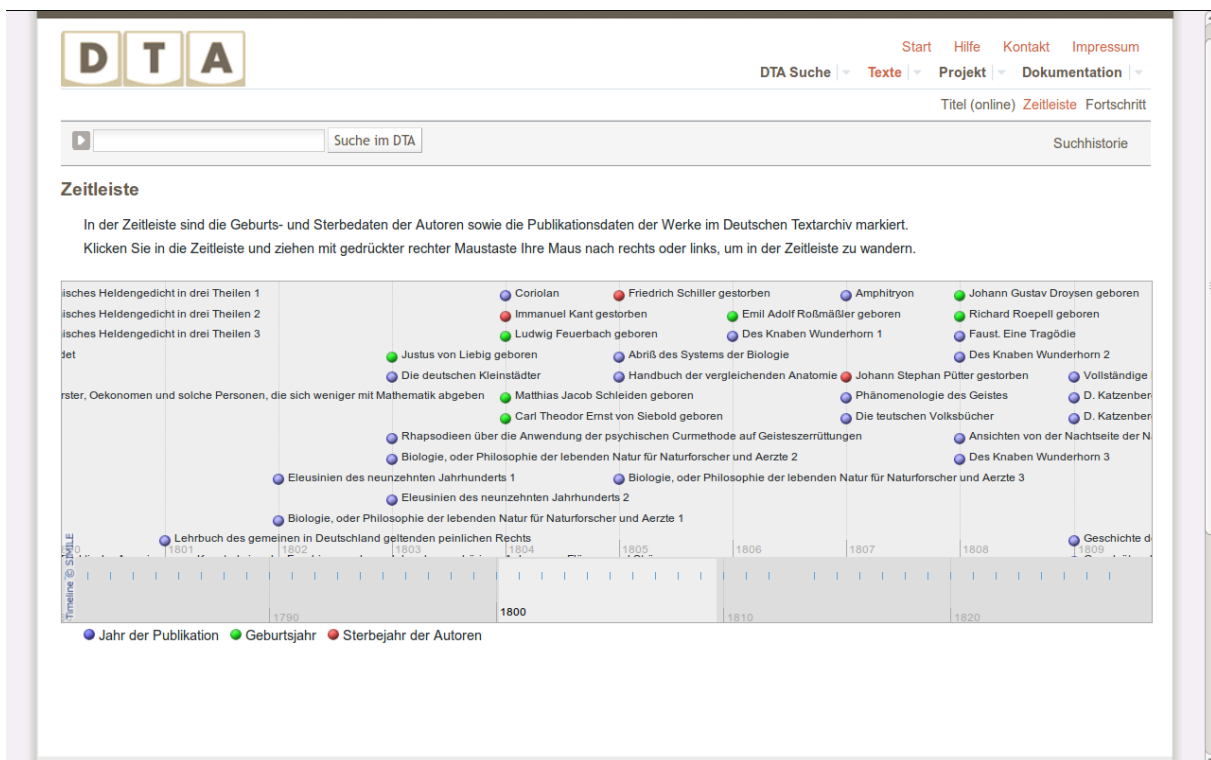 DTA
Start Hilfe Kontakt Impressum
DTA Suche Texte Projekt Dokumentation
Titel (online) Zeitleiste Fortschritt
Suche im DTA Suchhistorie
Zeitleiste
In der Zeitleiste sind die Geburts- und Sterbedaten der Autoren sowie die Publikationsdaten der Werke im Deutschen Textarchiv markiert.
Klicken Sie in die Zeitleiste und ziehen mit gedrückter rechter Maustaste Ihre Maus nach rechts oder links, um in der Zeitleiste zu wandern.
isches Heldengedicht in drei Theilen 1 Coriolan Friedrich Schiller gestorben Amphitryon Johann Gustav Droysen geboren
isches Heldengedicht in drei Theilen 2 Immanuel Kant gestorben Emil Adolf Roßmäßler geboren Richard Roepell geboren
isches Heldengedicht in drei Theilen 3 Ludwig Feuerbach geboren Des Knaben Wunderhorn 1 Faust. Eine Tragödie
det Justus von Liebig geboren Abriß des Systems der Biologie Des Knaben Wunderhorn 2
Die deutschen Kleinstädter Handbuch der vergleichenden Anatomie Johann Stephan Pütter gestorben Vollständige
rster, Oekonomen und solche Personen, die sich weniger mit Mathematik abgeben Matthias Jacob Schleiden geboren Phänomenologie des Geistes D. Katzenber
Carl Theodor Ernst von Siebold geboren Die teutschen Volksbücher D. Katzenber
Rhapsodieen über die Anwendung der psychischen Curmethode auf Geisteszerrüttungen Ansichten von der Nachtseite der N
Biologie, oder Philosophie der lebenden Natur für Naturforscher und Aerzte 2 Des Knaben Wunderhorn 3
Eleusinien des neunzehnten Jahrhunderts 1 Biologie, oder Philosophie der lebenden Natur für Naturforscher und Aerzte 3
Eleusinien des neunzehnten Jahrhunderts 2
Biologie, oder Philosophie der lebenden Natur für Naturforscher und Aerzte 1
Lehrbuch des gemeinen in Deutschland geltenden peinlichen Rechts Geschichte d
1801 1802 1803 1804 1805 1806 1807 1808 1809
Timeline © SIMILE
1790 1800 1810 1820
Jahr der Publikation Geburtsjahr Sterbejahr der Autoren